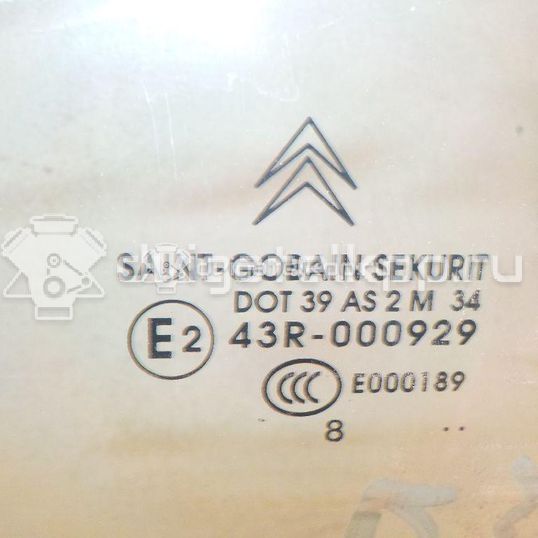 SAINT-GOBAIN SEKURIT
DOT 39 AS 2 M 34
E2 43R-000929
CCC E000189
8 ..